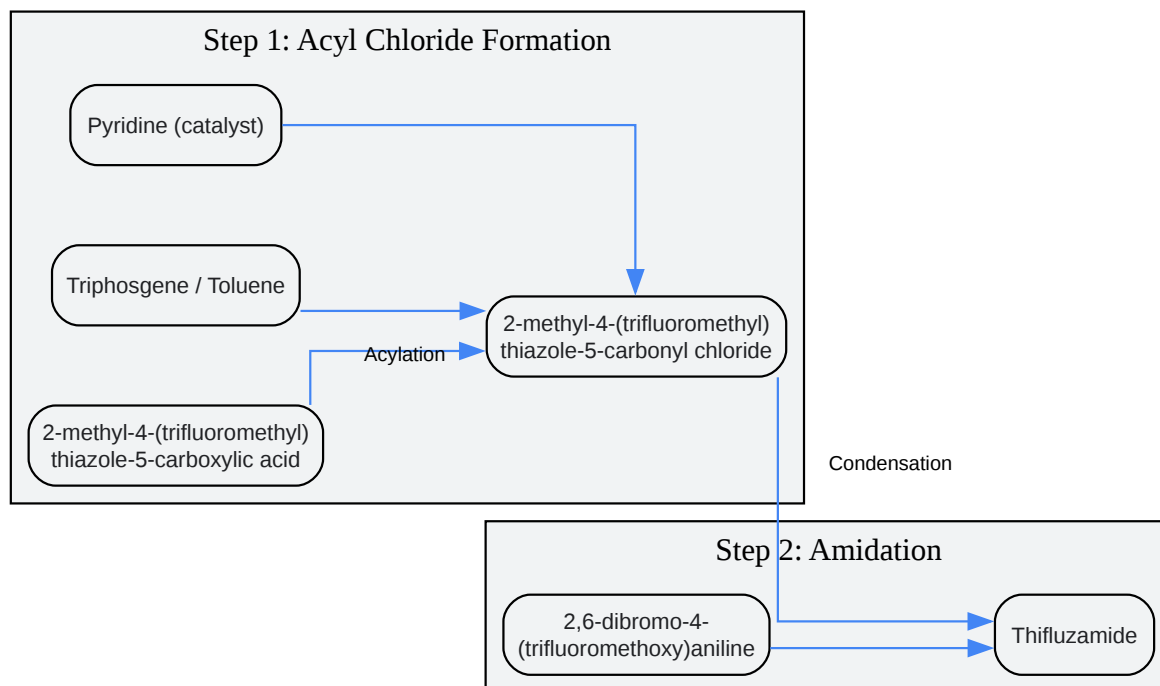 Step 1: Acyl Chloride Formation
Pyridine (catalyst)
Triphosgene / Toluene
2-methyl-4-(trifluoromethyl)
thiazole-5-carbonyl chloride
Acylation
2-methyl-4-(trifluoromethyl)
thiazole-5-carboxylic acid
Condensation
Step 2: Amidation
2,6-dibromo-4-
(trifluoromethoxy)aniline
Thifluzamide